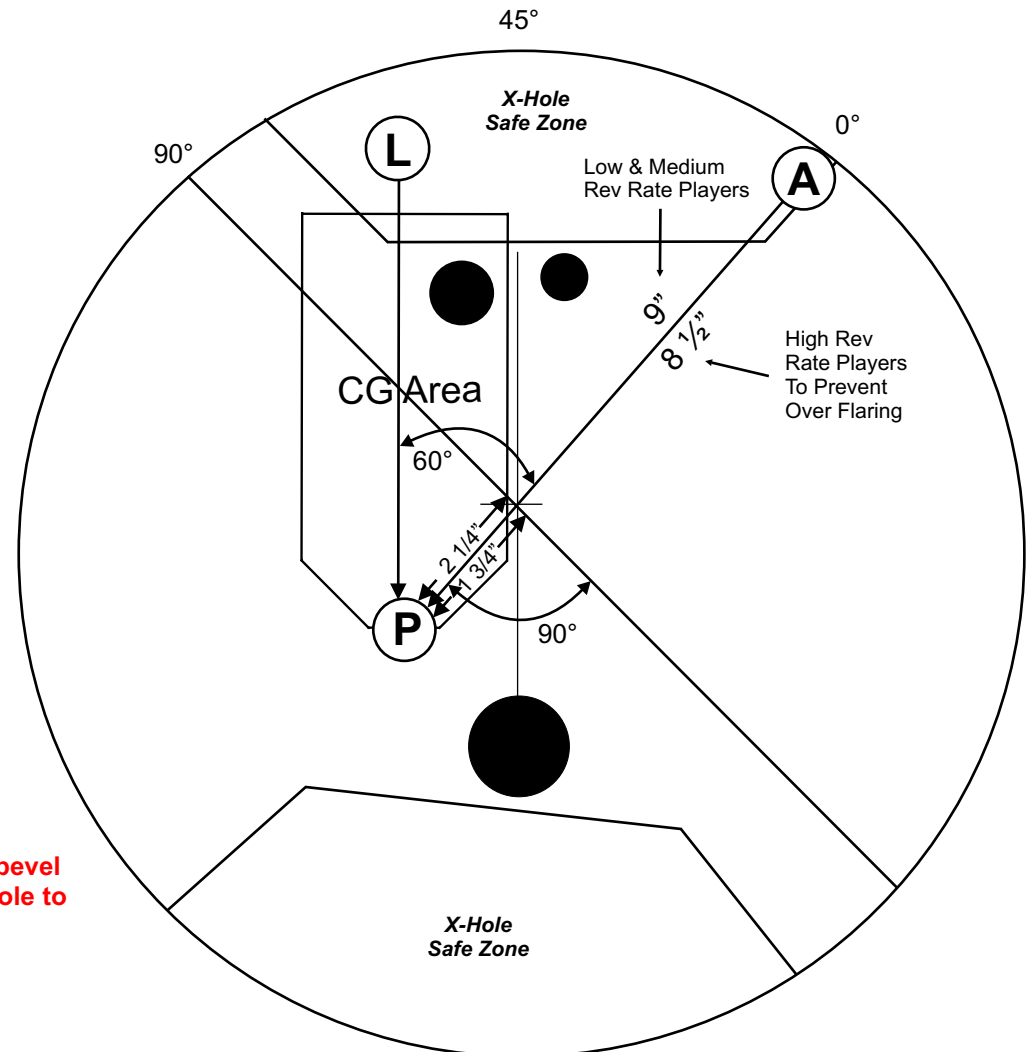 45°
X-Hole
Safe Zone
0°
90°
L
Low & Medium
Rev Rate Players
A
9”
8 ½”
High Rev
Rate Players
To Prevent
Over Flaring
CG Area
60°
2 1/4”
1 3/4”
P
90°
bevel
ole to
X-Hole
Safe Zone